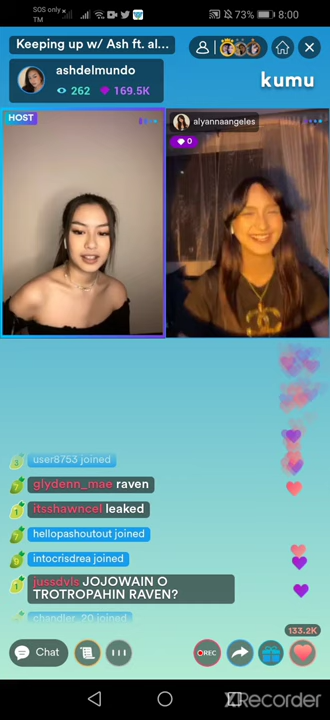 SOS only
TM
73%
8:00
Keeping up w/ Ash ft. al...
ashdelmundo
262
169.5K
kumu
HOST
alyannaangeles
0
user8753 joined
glydenn_mae raven
itsshawncel leaked
hellopashoutout joined
intocrisdrea joined
jussdvls JOJOWAIN O
TROTROPAHIN RAVEN?
chandler_20 joined
133.2K
Chat
REC
XRecorder